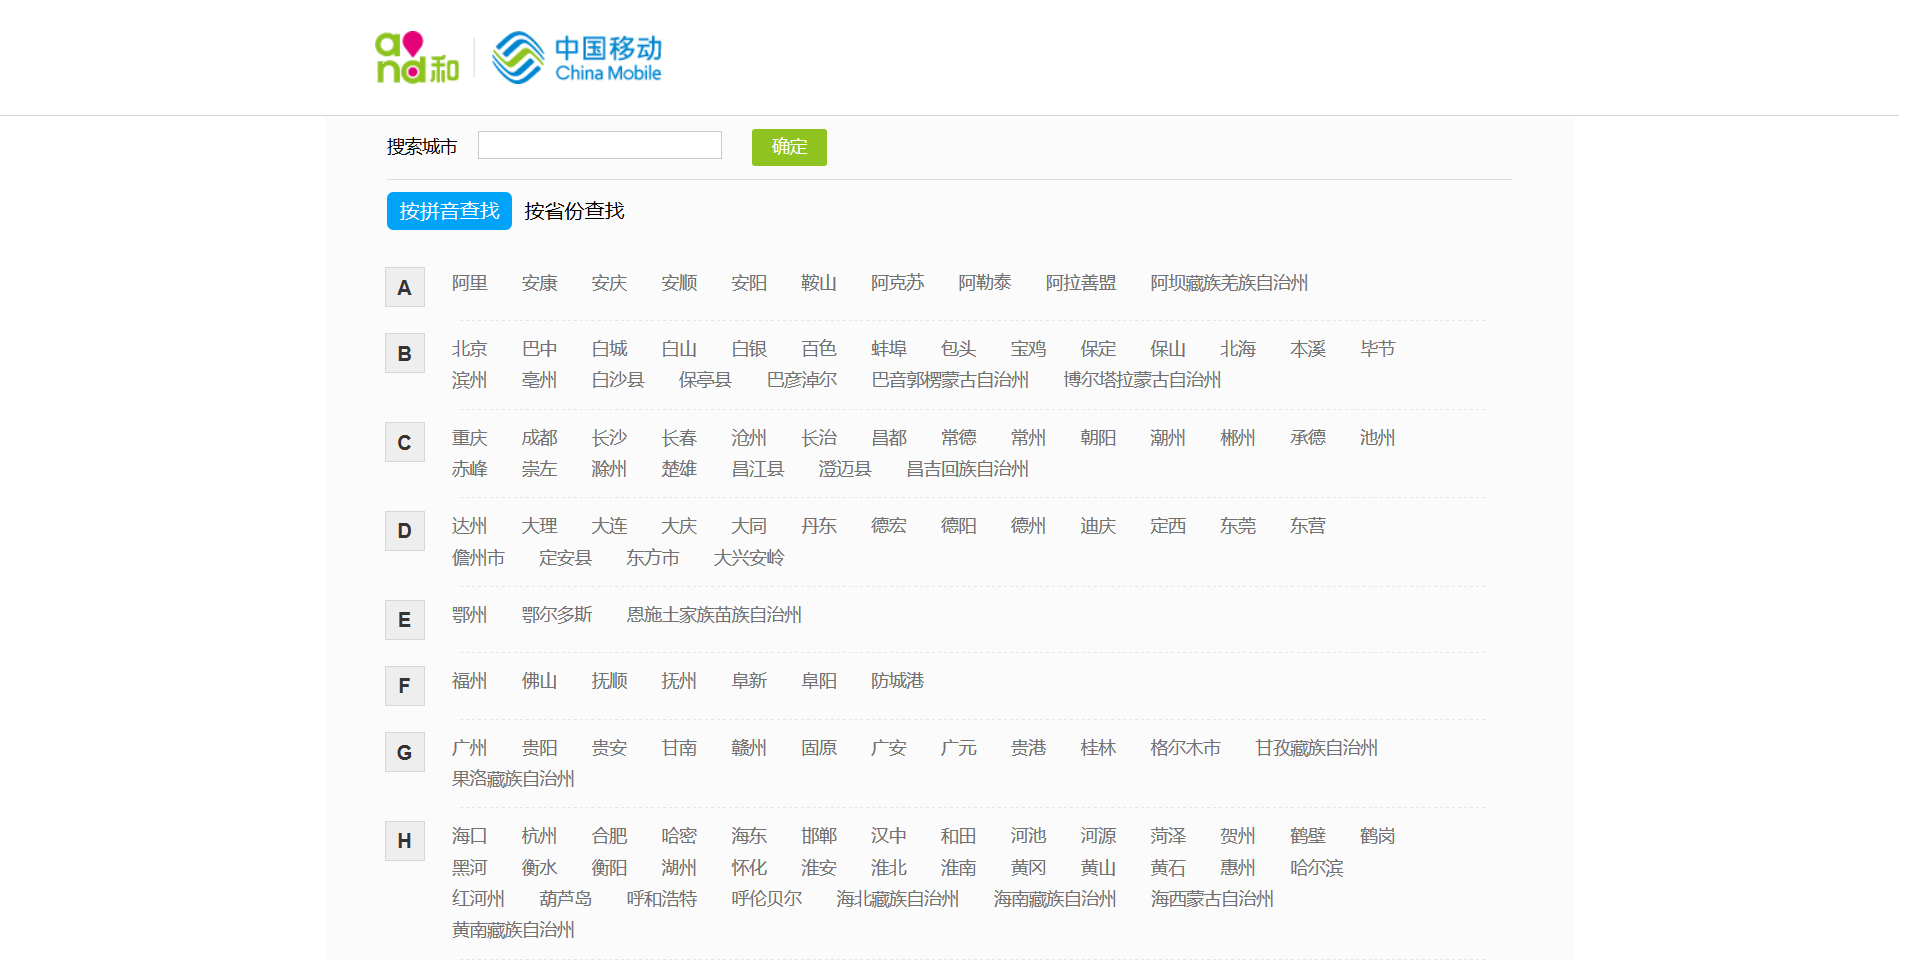 and和 中国移动
China Mobile
搜索城市 确定
按拼音查找 按省份查找
A 阿里 安康 安庆 安顺 安阳 鞍山 阿克苏 阿勒泰 阿拉善盟 阿坝藏族羌族自治州
B 北京 巴中 白城 白山 白银 百色 蚌埠 包头 宝鸡 保定 保山 北海 本溪 毕节
滨州 亳州 白沙县 保亭县 巴彦淖尔 巴音郭楞蒙古自治州 博尔塔拉蒙古自治州
C 重庆 成都 长沙 长春 沧州 长治 昌都 常德 常州 朝阳 潮州 郴州 承德 池州
赤峰 崇左 滁州 楚雄 昌江县 澄迈县 昌吉回族自治州
D 达州 大理 大连 大庆 大同 丹东 德宏 德阳 德州 迪庆 定西 东莞 东营
儋州市 定安县 东方市 大兴安岭
E 鄂州 鄂尔多斯 恩施土家族苗族自治州
F 福州 佛山 抚顺 抚州 阜新 阜阳 防城港
G 广州 贵阳 贵安 甘南 赣州 固原 广安 广元 贵港 桂林 格尔木市 甘孜藏族自治州
果洛藏族自治州
H 海口 杭州 合肥 哈密 海东 邯郸 汉中 和田 河池 河源 菏泽 贺州 鹤壁 鹤岗
黑河 衡水 衡阳 湖州 怀化 淮安 淮北 淮南 黄冈 黄山 黄石 惠州 哈尔滨
红河州 葫芦岛 呼和浩特 呼伦贝尔 海北藏族自治州 海南藏族自治州 海西蒙古自治州
黄南藏族自治州